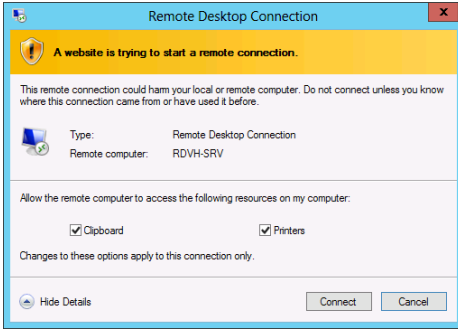 Remote Desktop Connection
x
A website is trying to start a remote connection.
This remote connection could harm your local or remote computer. Do not connect unless you know
where this connection came from or have used it before.
Type: Remote Desktop Connection
Remote computer: RDVH-SRV
Allow the remote computer to access the following resources on my computer:
Clipboard Printers
Changes to these options apply to this connection only.
Hide Details Connect Cancel